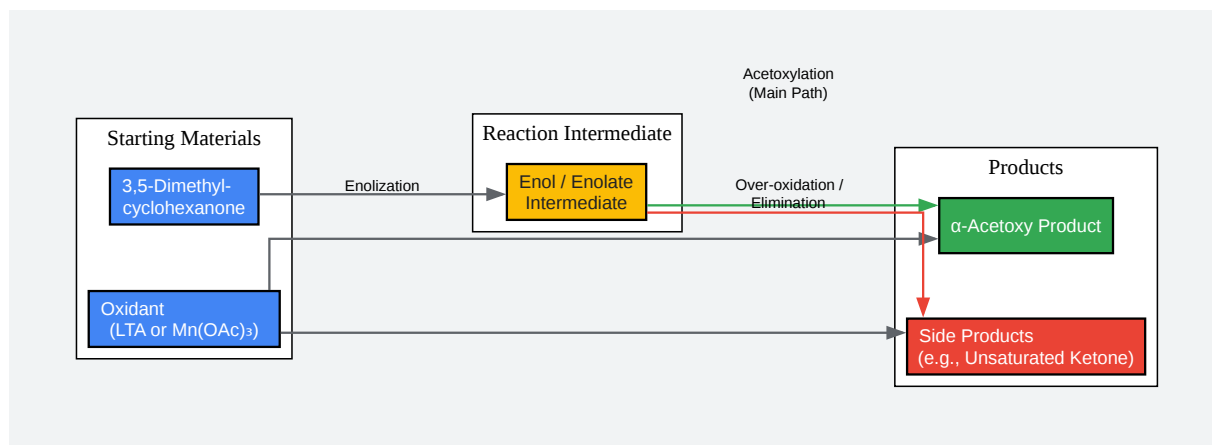 Acetoxylation
(Main Path)
Starting Materials
3,5-Dimethyl-
cyclohexanone
Oxidant
(LTA or Mn(OAc)₃)
Enolization
Reaction Intermediate
Enol / Enolate
Intermediate
Over-oxidation /
Elimination
Products
α-Acetoxy Product
Side Products
(e.g., Unsaturated Ketone)